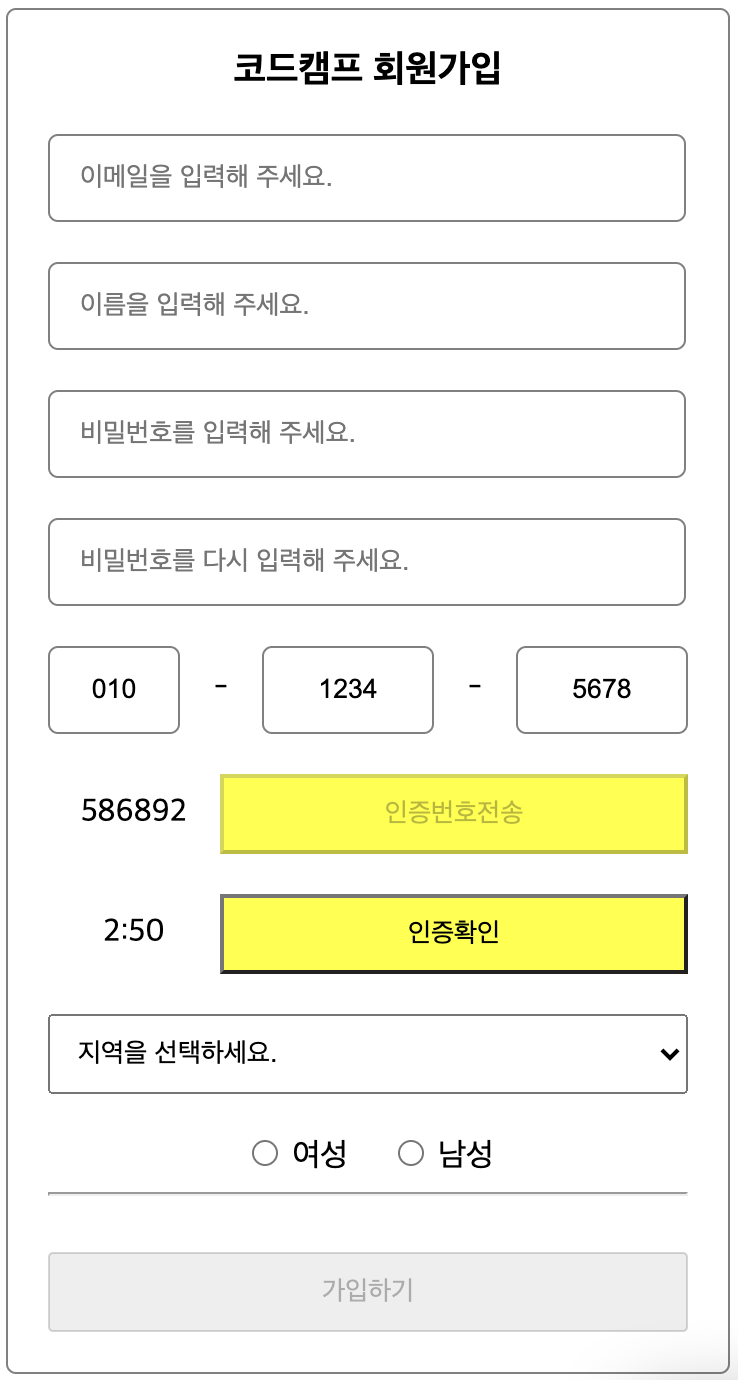 코드캠프 회원가입
이메일을 입력해 주세요.
이름을 입력해 주세요.
비밀번호를 입력해 주세요.
비밀번호를 다시 입력해 주세요.
010 - 1234 - 5678
586892 인증번호전송
2:50 인증확인
지역을 선택하세요.
여성 남성
가입하기